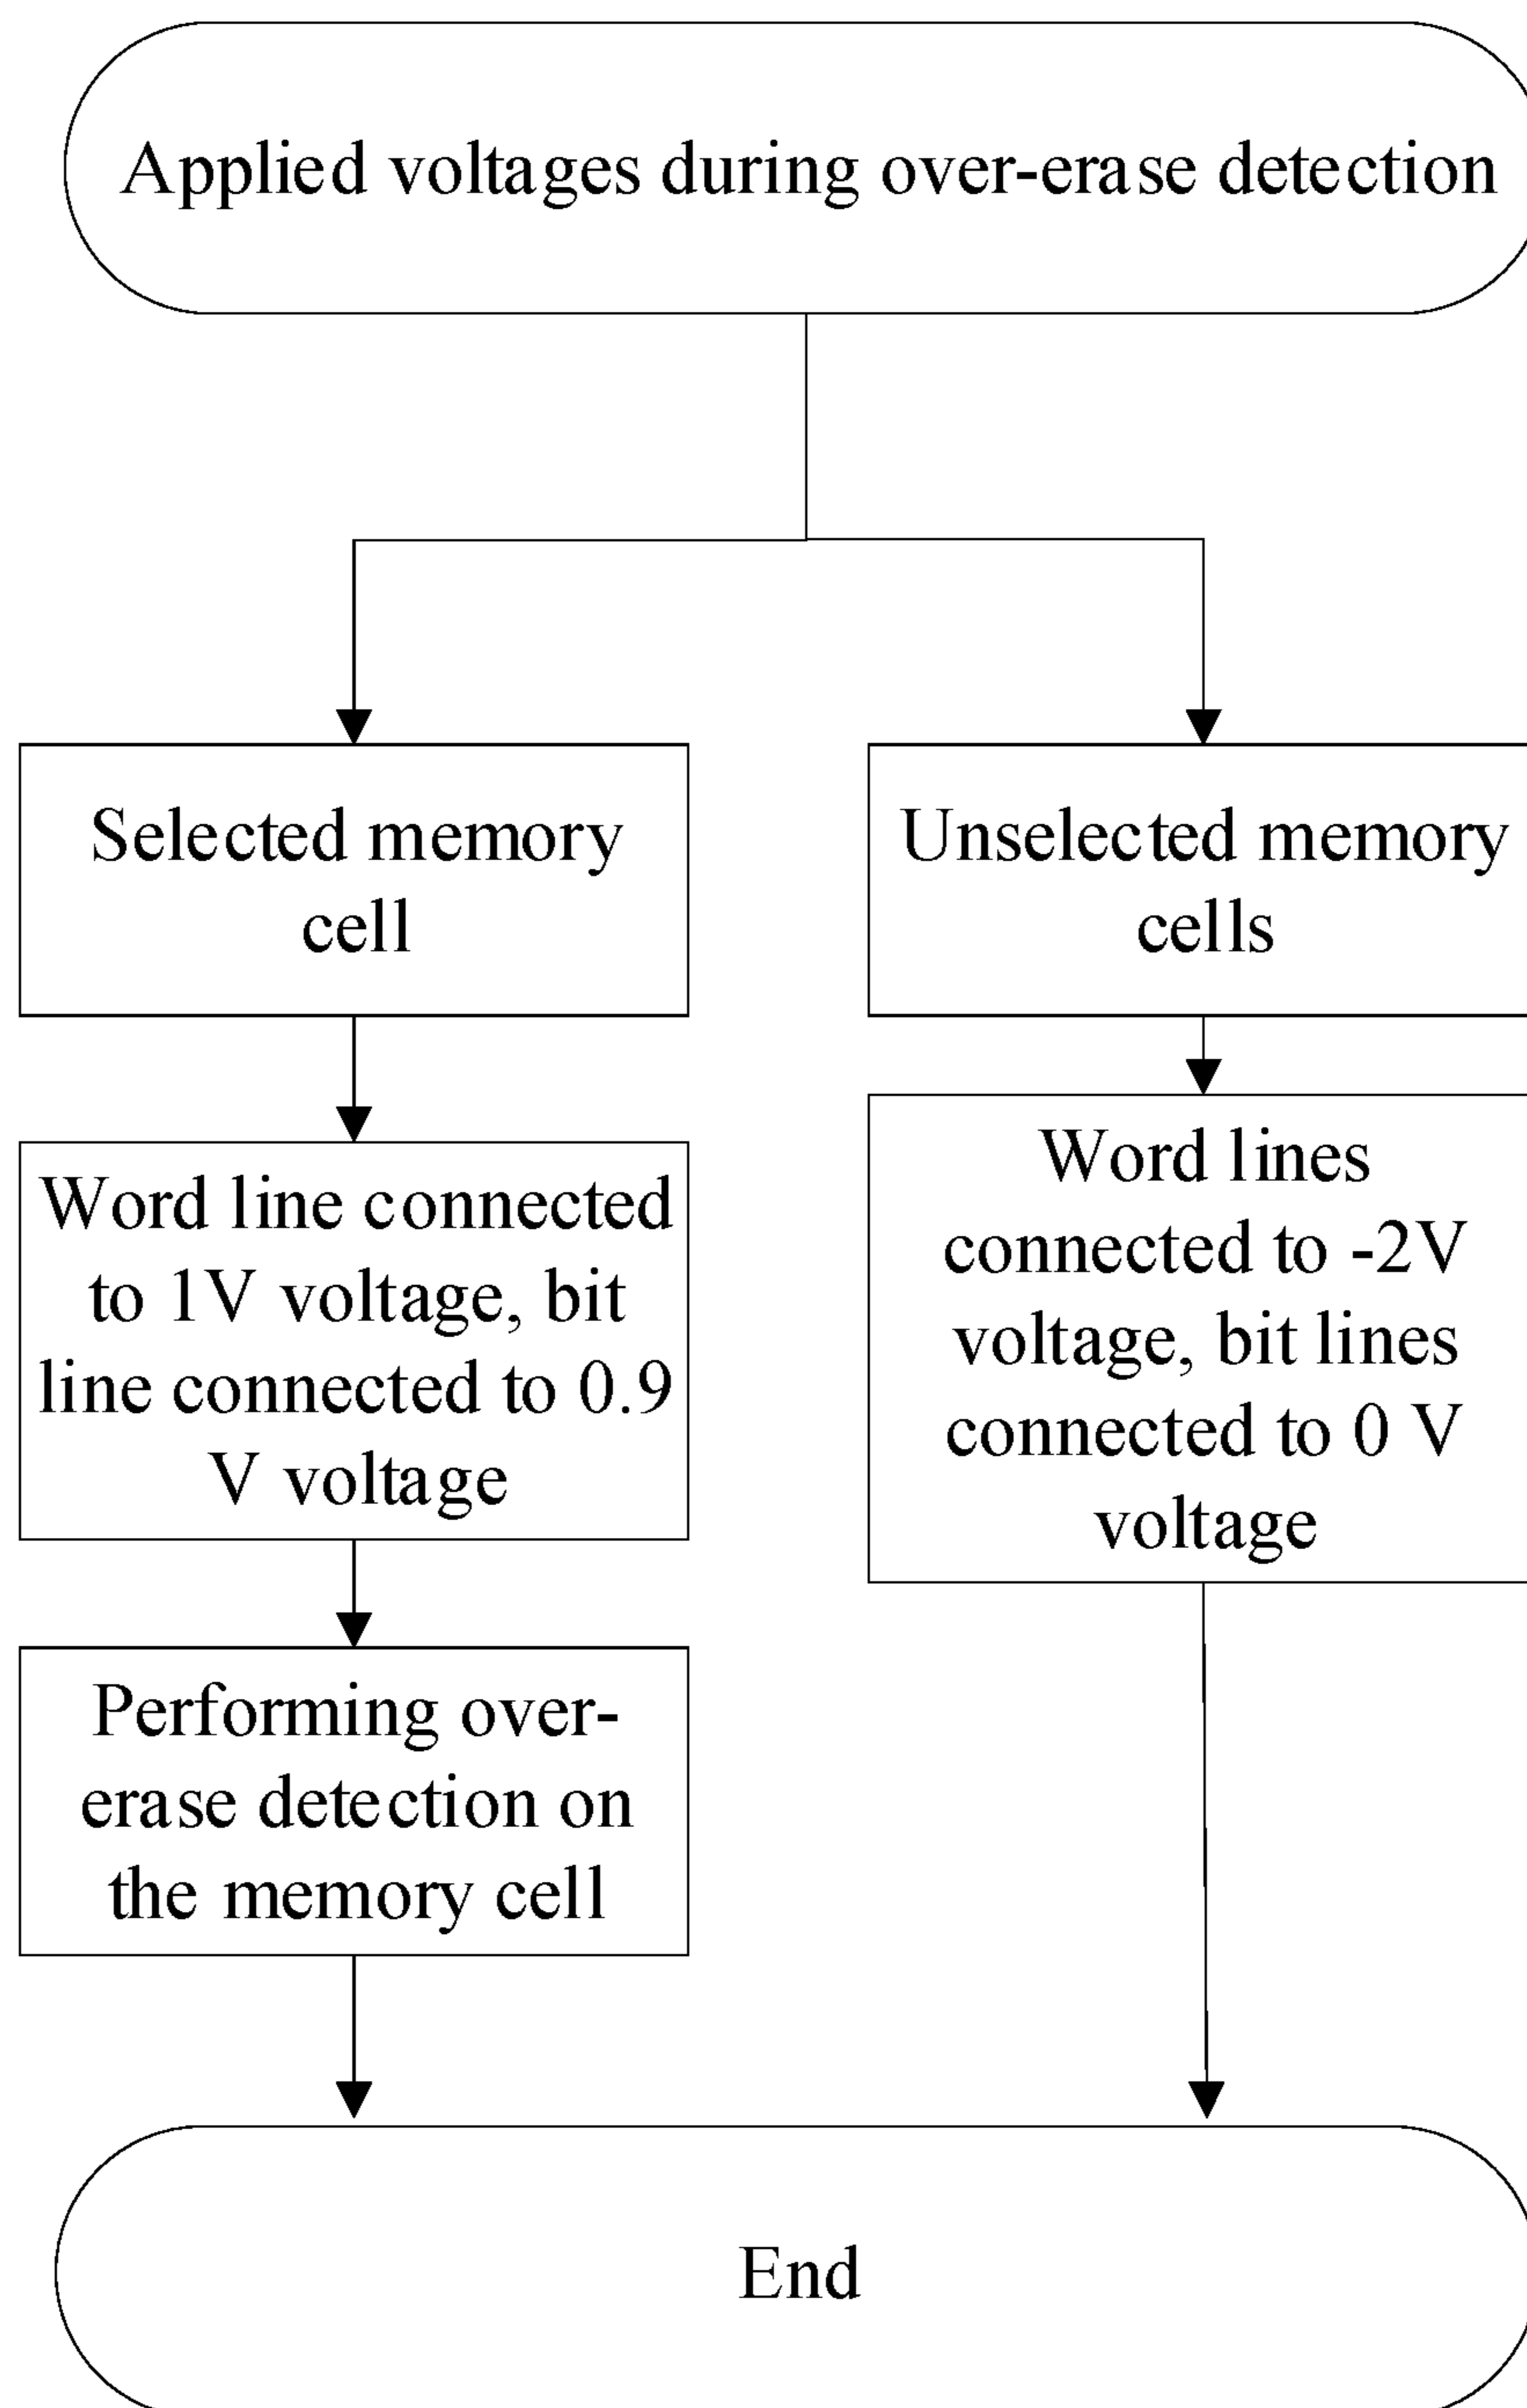 Applied voltages during over-erase detection
Selected memory
cell
Word line connected
to 1V voltage, bit
line connected to 0.9
V voltage
Performing over-
erase detection on
the memory cell
Unselected memory
cells
Word lines
connected to -2V
voltage, bit lines
connected to 0 V
voltage
End